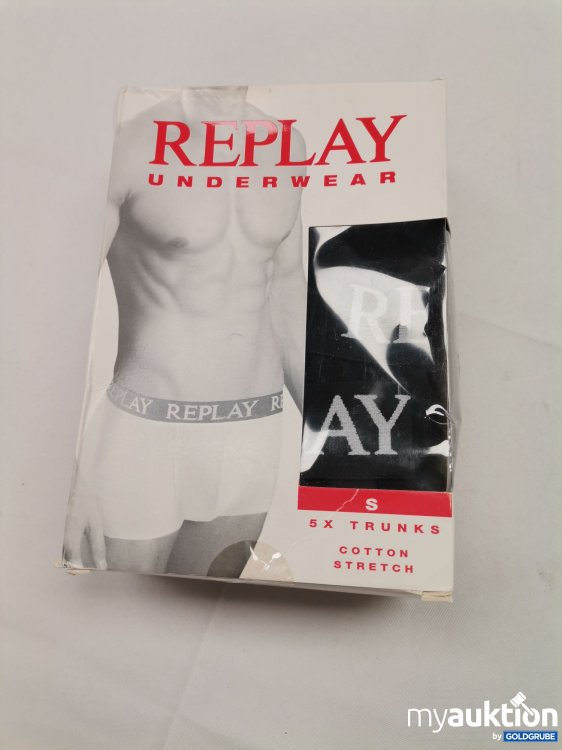 REPLAY
UNDERWEAR
RE
AY
PLAY REPLAY RE
S
5X TRUNKS
COTTON
STRETCH
myauktion
by GOLDGRUBE